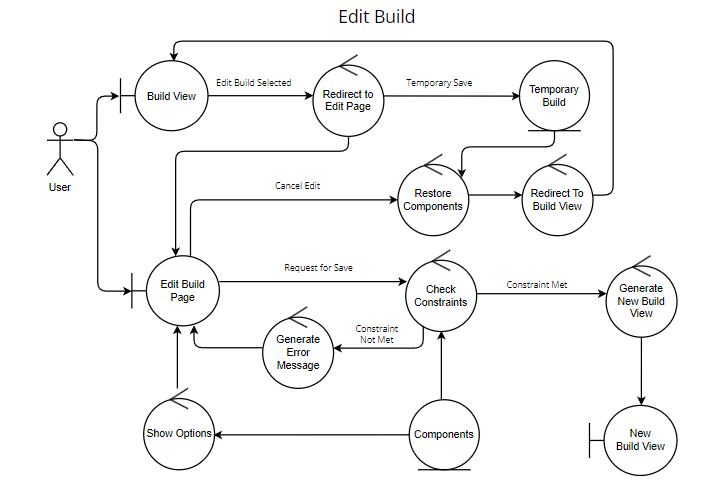 Edit Build
Edit Build Selected
Temporary Save
Build View
Redirect to
Edit Page
Temporary
Build
User
Cancel Edit
Restore
Components
Redirect To
Build View
Request for Save
Edit Build
Page
Check
Constraints
Constraint Met
Generate
New Build
View
Constraint
Not Met
Generate
Error
Message
Show Options
Components
New
Build View